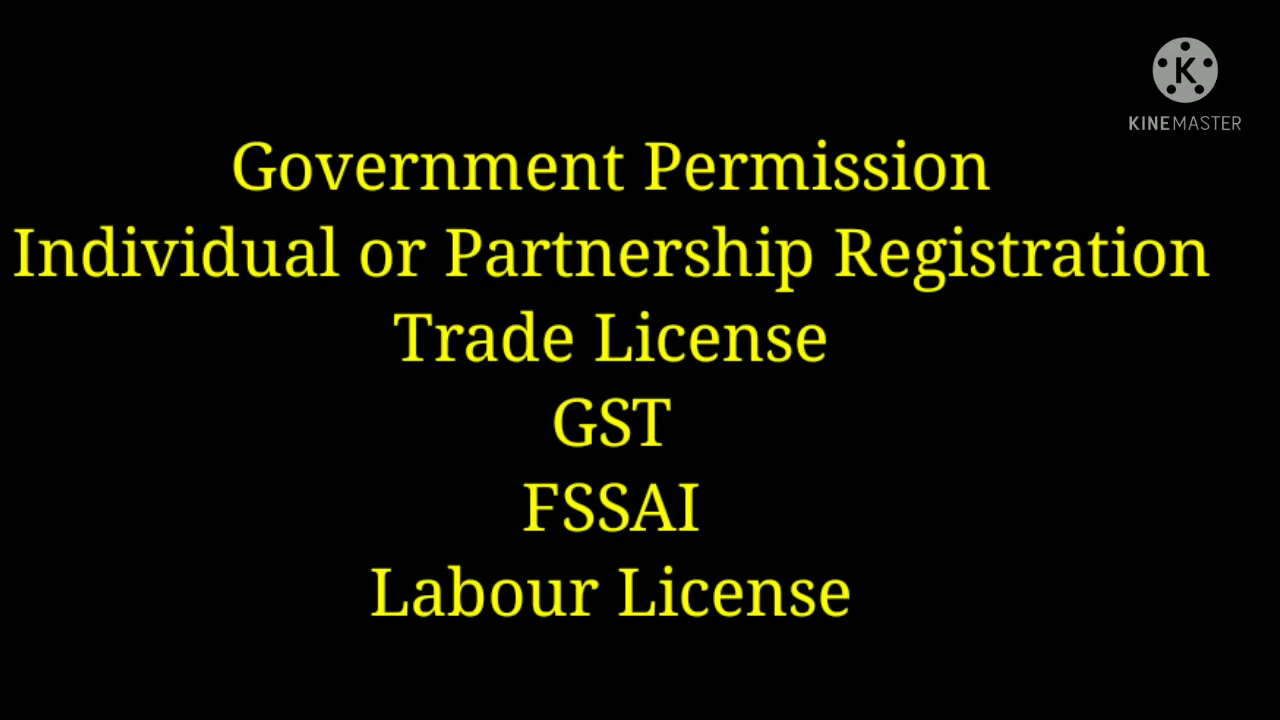 K
KINEMASTER
Government Permission
Individual or Partnership Registration
Trade License
GST
FSSAI
Labour License